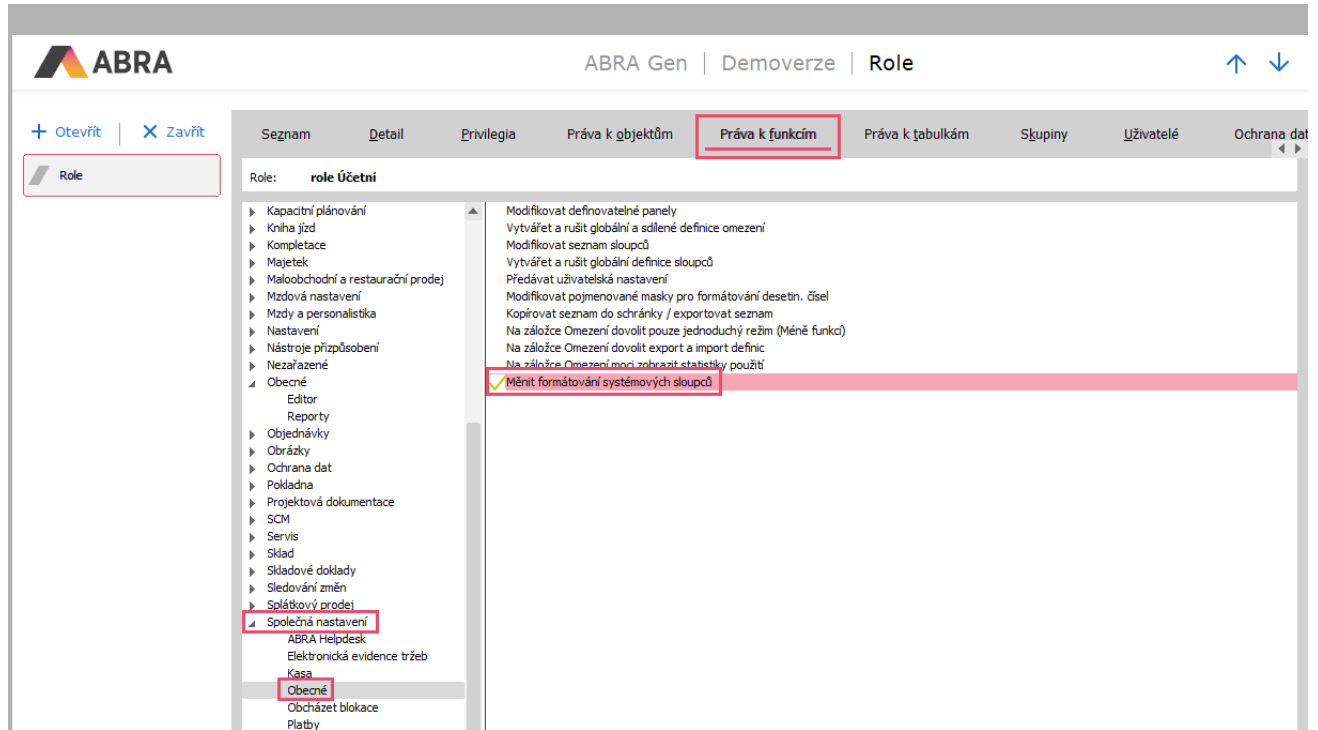 ABRA
ABRA Gen | Demoverze | Role
Otevřít
Zavřít
Role
Seznam
Detail
Privilegia
Práva k objektům
Práva k funkcím
Práva k tabulkám
Skupiny
Uživatelé
Ochrana dat
Role: role Účetní
Kapacitní plánování
Kniha jízd
Kompletace
Majetek
Maloobchodní a restaurační prodej
Mzdová nastavení
Mzdy a personalistika
Nastavení
Nástroje přizpůsobení
Nezařazené
Obecné
Editor
Reporty
Objednávky
Obrázky
Ochrana dat
Pokladna
Projektová dokumentace
SCM
Servis
Sklad
Skladové doklady
Sledování změn
Splátkový prodej
Společná nastavení
ABRA Helpdesk
Elektronická evidence tržeb
Kasa
Obecné
Obcházet blokace
Platby
Modifikovat definovatelné panely
Vytvářet a rušit globální a sdílené definice omezení
Modifikovat seznam sloupců
Vytvářet a rušit globální definice sloupců
Předávat uživatelská nastavení
Modifikovat pojmenované masky pro formátování desetin. čísel
Kopírovat seznam do schránky / exportovat seznam
Na záložce Omezení dovolit pouze jednoduchý režim (Méně funkcí)
Na záložce Omezení dovolit export a import definic
Na záložce Omezení moci zobrazit statistiky použití
Měnit formátování systémových sloupců